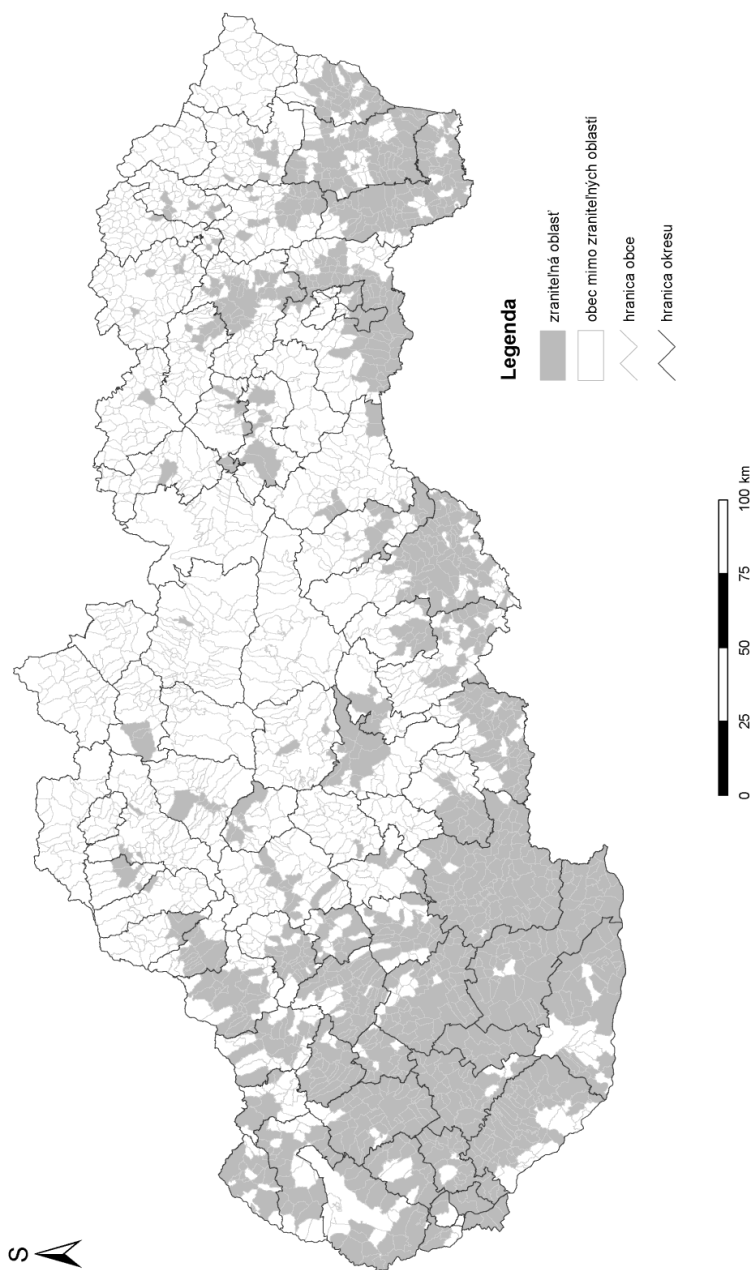 S
Legenda
zraniteľná oblasť
obec mimo zraniteľných oblastí
hranica obce
hranica okresu
0 25 50 75 100 km